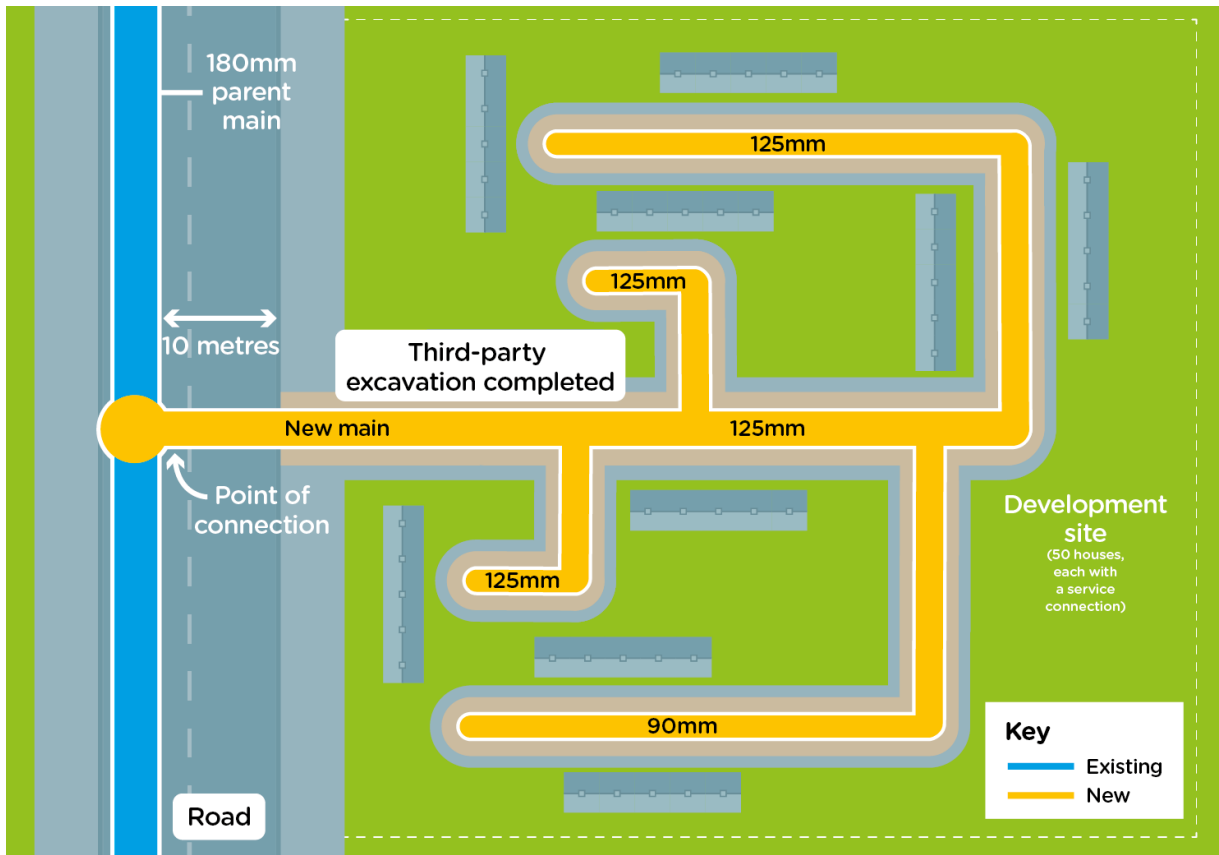 180mm
parent
main
125mm
125mm
10 metres
Third-party
excavation completed
New main
125mm
Point of
connection
Development
site
(50 houses,
each with
a service
connection)
125mm
90mm
Key
Existing
New
Road